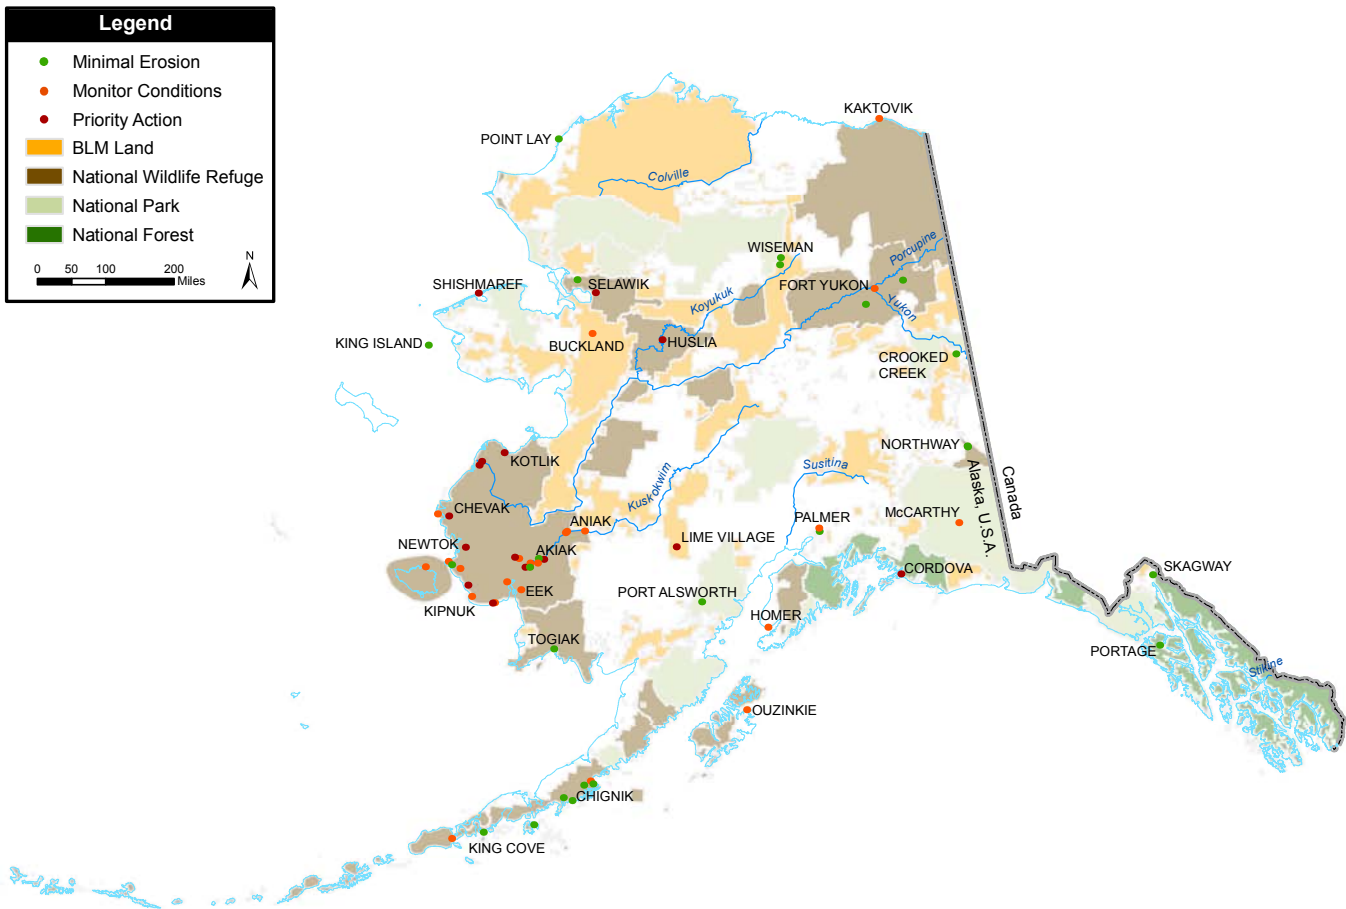 Legend
Minimal Erosion
Monitor Conditions
Priority Action
BLM Land
National Wildlife Refuge
National Park
National Forest
0 50 100 200
Miles
N
KAKTOVIK
POINT LAY
Colville
WISEMAN
Porcupine
SHISHMAREF
SELAWIK
FORT YUKON
Koyukuk
Yukon
KING ISLAND
BUCKLAND
HUSLIA
CROOKED
CREEK
NORTHWAY
KOTLIK
Susitina
Kuskokwim
Canada
Alaska, U.S.A.
CHEVAK
ANIAK
PALMER
McCARTHY
NEWTOK
AKIAK
LIME VILLAGE
CORDOVA
SKAGWAY
EEK
PORT ALSWORTH
KIPNUK
HOMER
TOGIAK
PORTAGE
Stikine
OUZINKIE
CHIGNIK
KING COVE